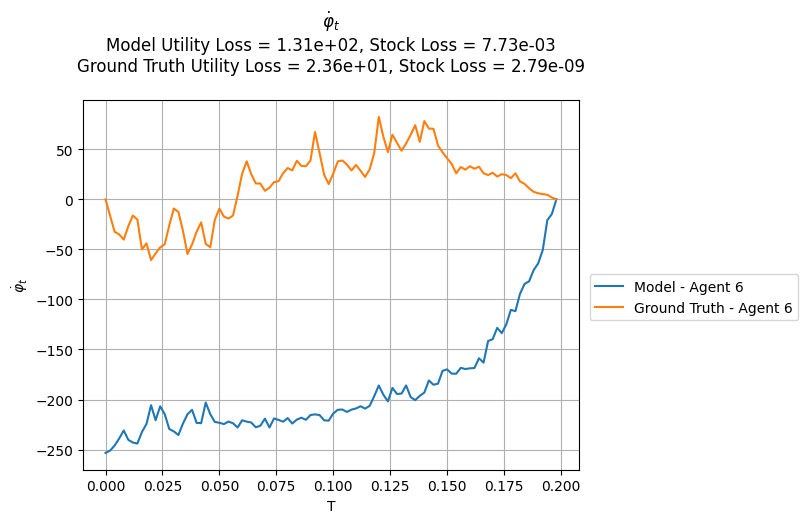 φ̇ₜ
Model Utility Loss = 1.31e+02, Stock Loss = 7.73e-03
Ground Truth Utility Loss = 2.36e+01, Stock Loss = 2.79e-09
50
0
−50
−100
−150
−200
−250
φ̇ₜ
0.000 0.025 0.050 0.075 0.100 0.125 0.150 0.175 0.200
T
Model - Agent 6
Ground Truth - Agent 6